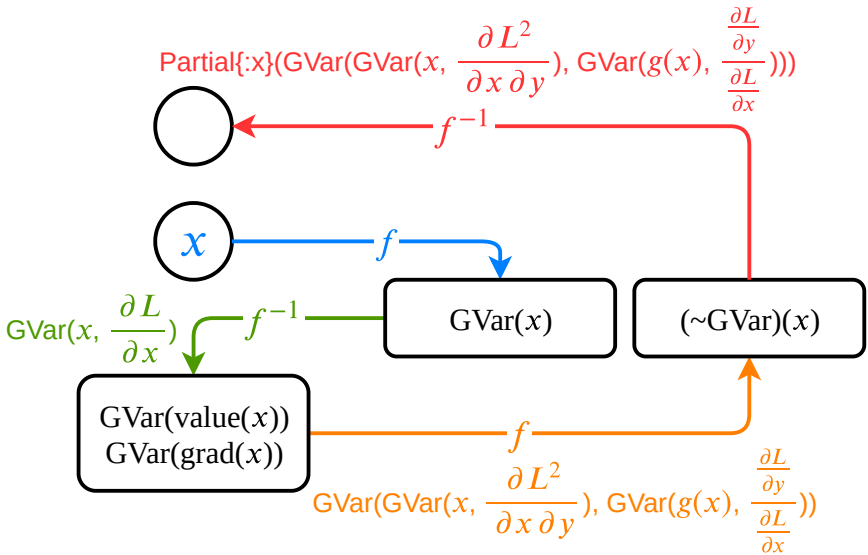 Partial{:x}(GVar(GVar(x, ∂L²/∂x ∂y), GVar(g(x), (∂L/∂y)/(∂L/∂x))))
f⁻¹
x
f
GVar(x)
(~GVar)(x)
f⁻¹
GVar(x, ∂L/∂x)
GVar(value(x))
GVar(grad(x))
f
GVar(GVar(x, ∂L²/∂x ∂y), GVar(g(x), (∂L/∂y)/(∂L/∂x)))